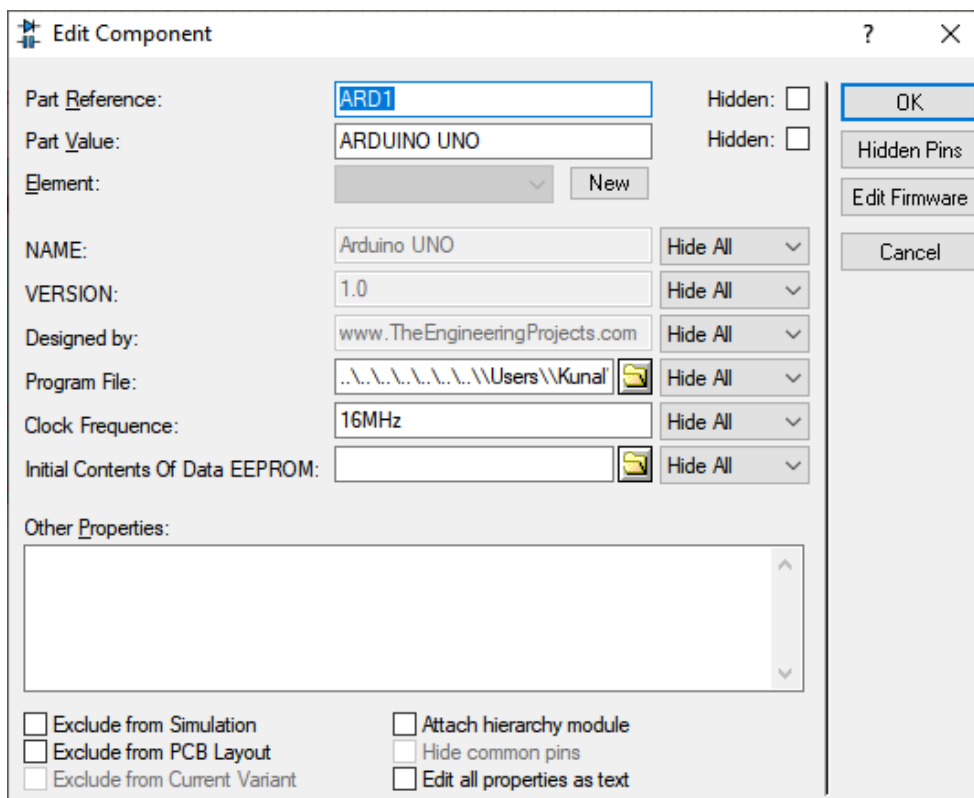 Edit Component ?
Part Reference: ARD1 Hidden: OK
Part Value: ARDUINO UNO Hidden: Hidden Pins
Element: New Edit Firmware
NAME: Arduino UNO Hide All Cancel
VERSION: 1.0 Hide All
Designed by: www.TheEngineeringProjects.com Hide All
Program File: ..\..\..\..\..\..\..\\Users\\Kunal Hide All
Clock Frequence: 16MHz Hide All
Initial Contents Of Data EEPROM: Hide All
Other Properties:
Exclude from Simulation Attach hierarchy module
Exclude from PCB Layout Hide common pins
Exclude from Current Variant Edit all properties as text